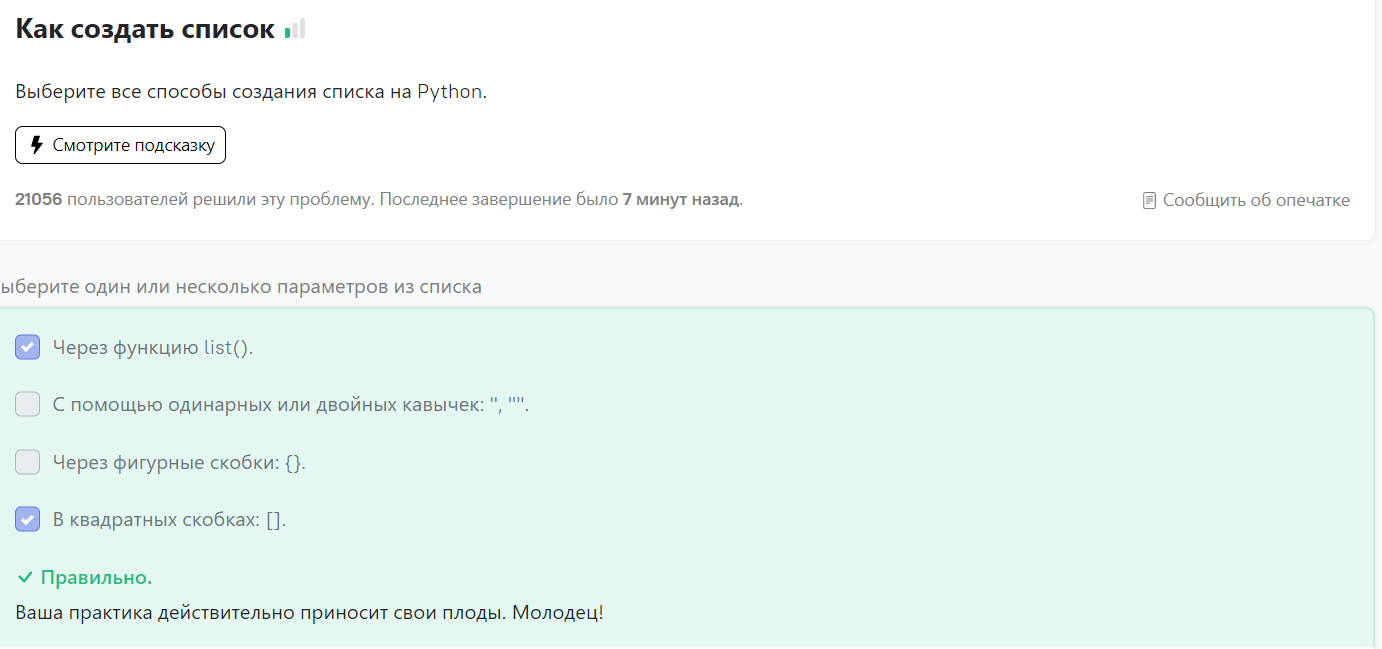 Как создать список
Выберите все способы создания списка на Python.
Смотрите подсказку
21056 пользователей решили эту проблему. Последнее завершение было 7 минут назад.
Сообщить об опечатке
ыберите один или несколько параметров из списка
Через функцию list().
С помощью одинарных или двойных кавычек: '', "".
Через фигурные скобки: {}.
В квадратных скобках: [].
Правильно.
Ваша практика действительно приносит свои плоды. Молодец!